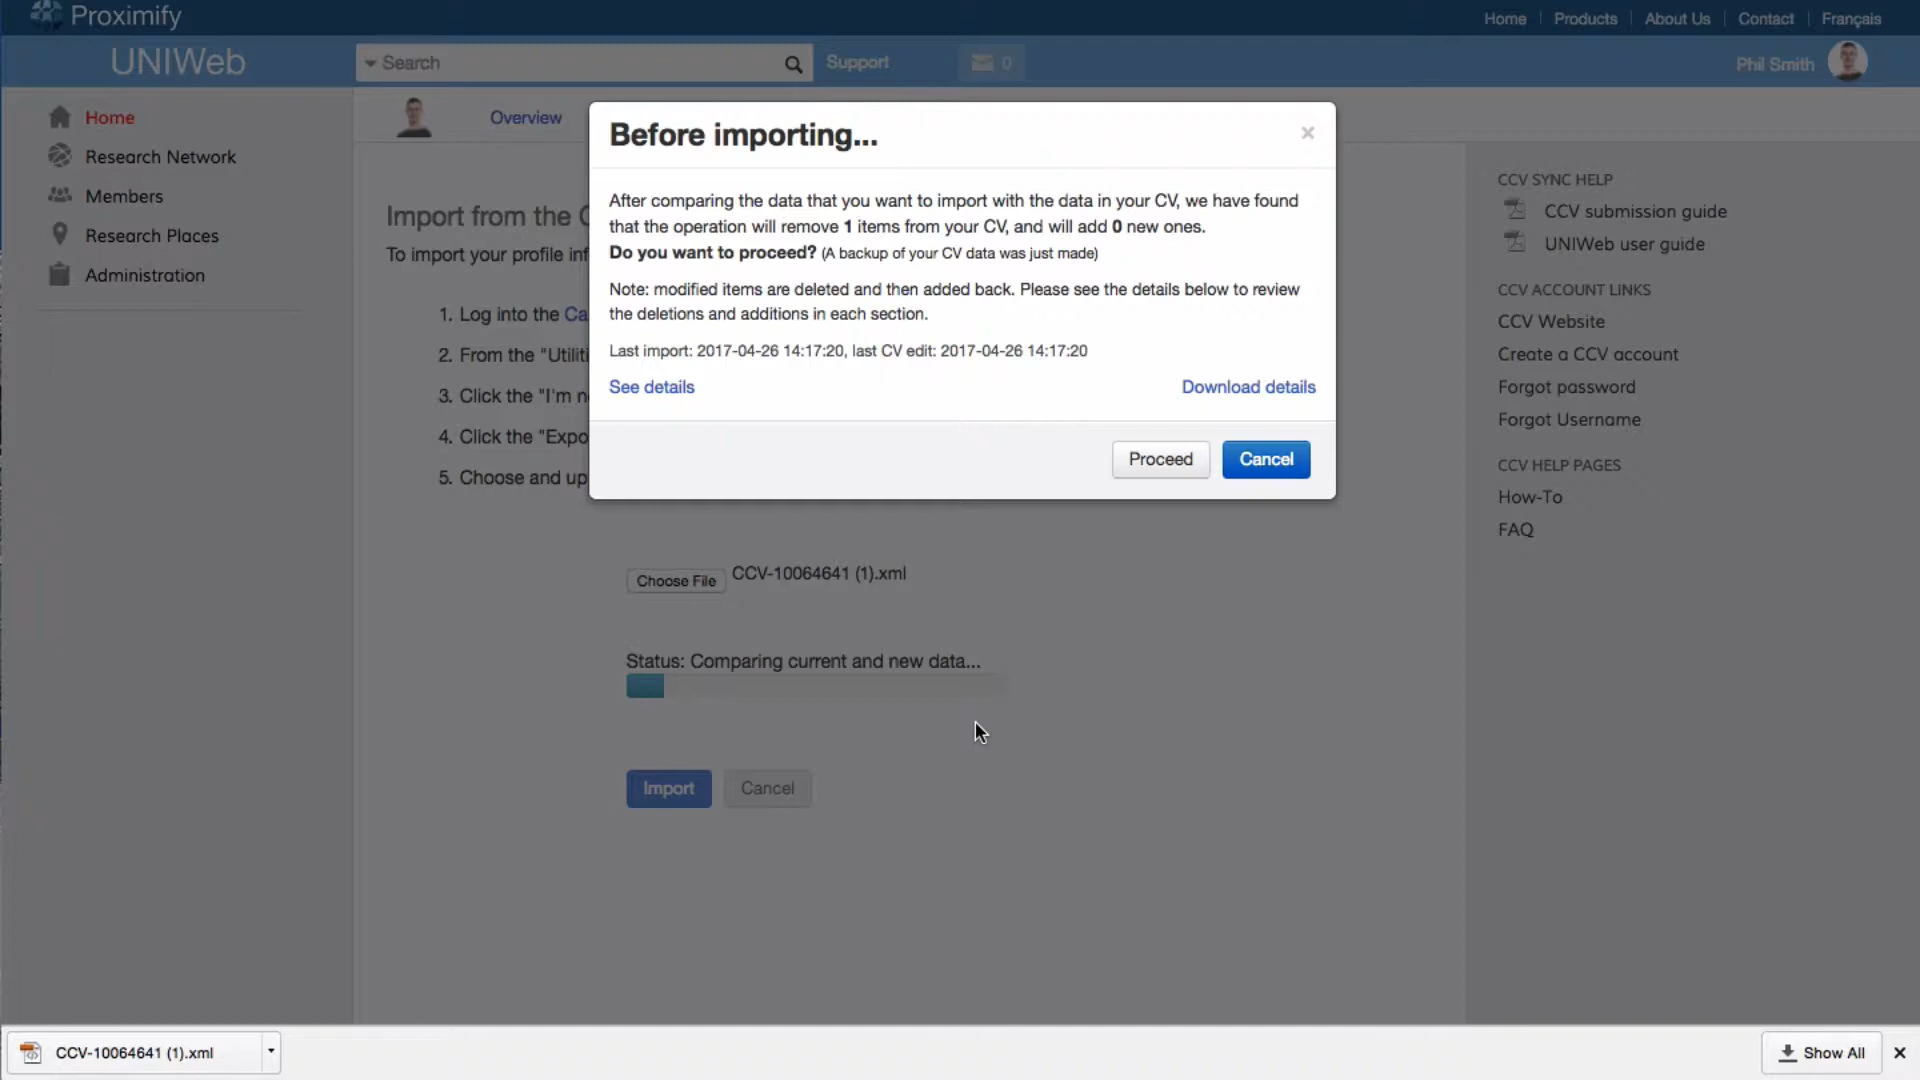 Proximify
Home
Products
About Us
Contact
Français
UNIWeb
Search
Support
0
Phil Smith
Home
Research Network
Members
Research Places
Administration
Overview
Import from the
To import your profile
1. Log into the
2. From the
3. Click the "I'm
4. Click the
5. Choose and
Before importing...
×
After comparing the data that you want to import with the data in your CV, we have found
that the operation will remove 1 items from your CV, and will add 0 new ones.
Do you want to proceed? (A backup of your CV data was just made)
Note: modified items are deleted and then added back. Please see the details below to review
the deletions and additions in each section.
Last import: 2017-04-26 14:17:20, last CV edit: 2017-04-26 14:17:20
See details
Download details
Proceed
Cancel
Choose File
CCV-10064641 (1).xml
Status: Comparing current and new data...
Import
Cancel
CCV SYNC HELP
CCV submission guide
UNIWeb user guide
CCV ACCOUNT LINKS
CCV Website
Create a CCV account
Forgot password
Forgot Username
CCV HELP PAGES
How-To
FAQ
CCV-10064641 (1).xml
Show All
×